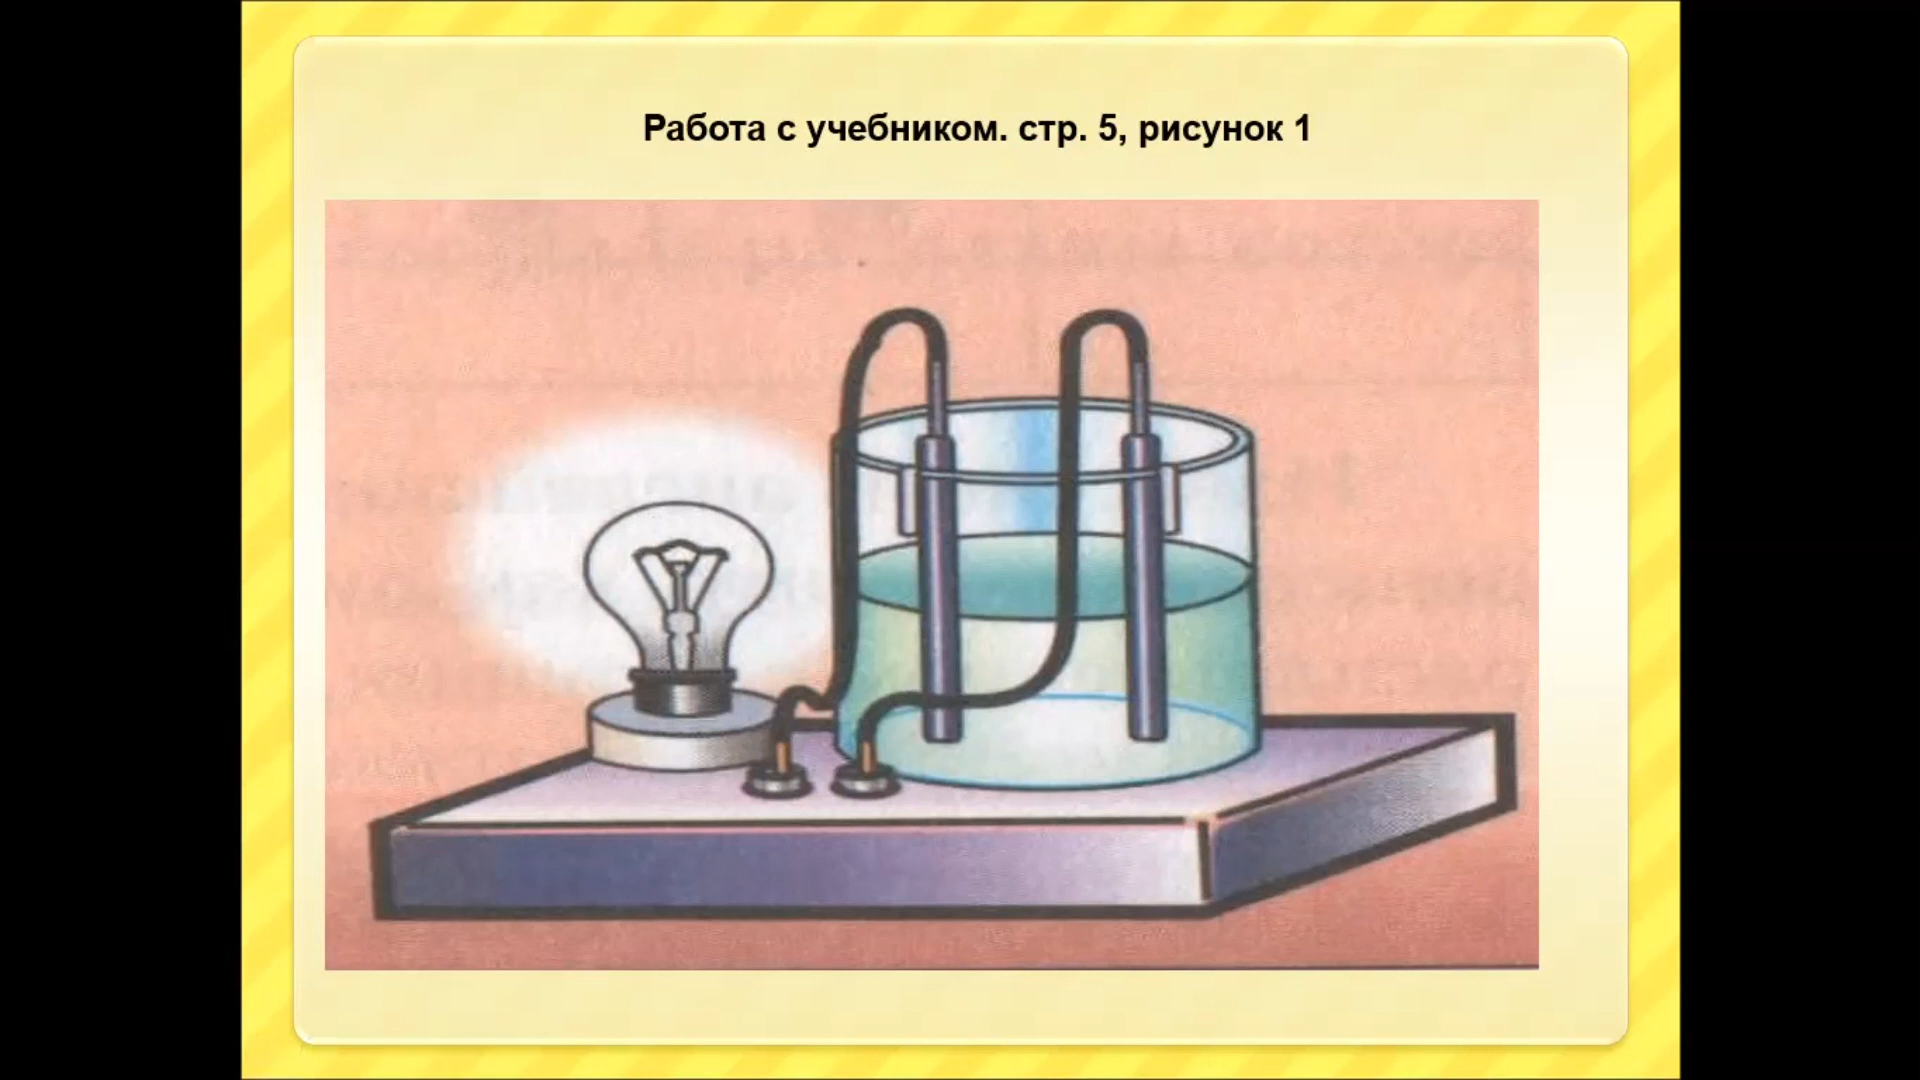 Работа с учебником. стр. 5, рисунок 1